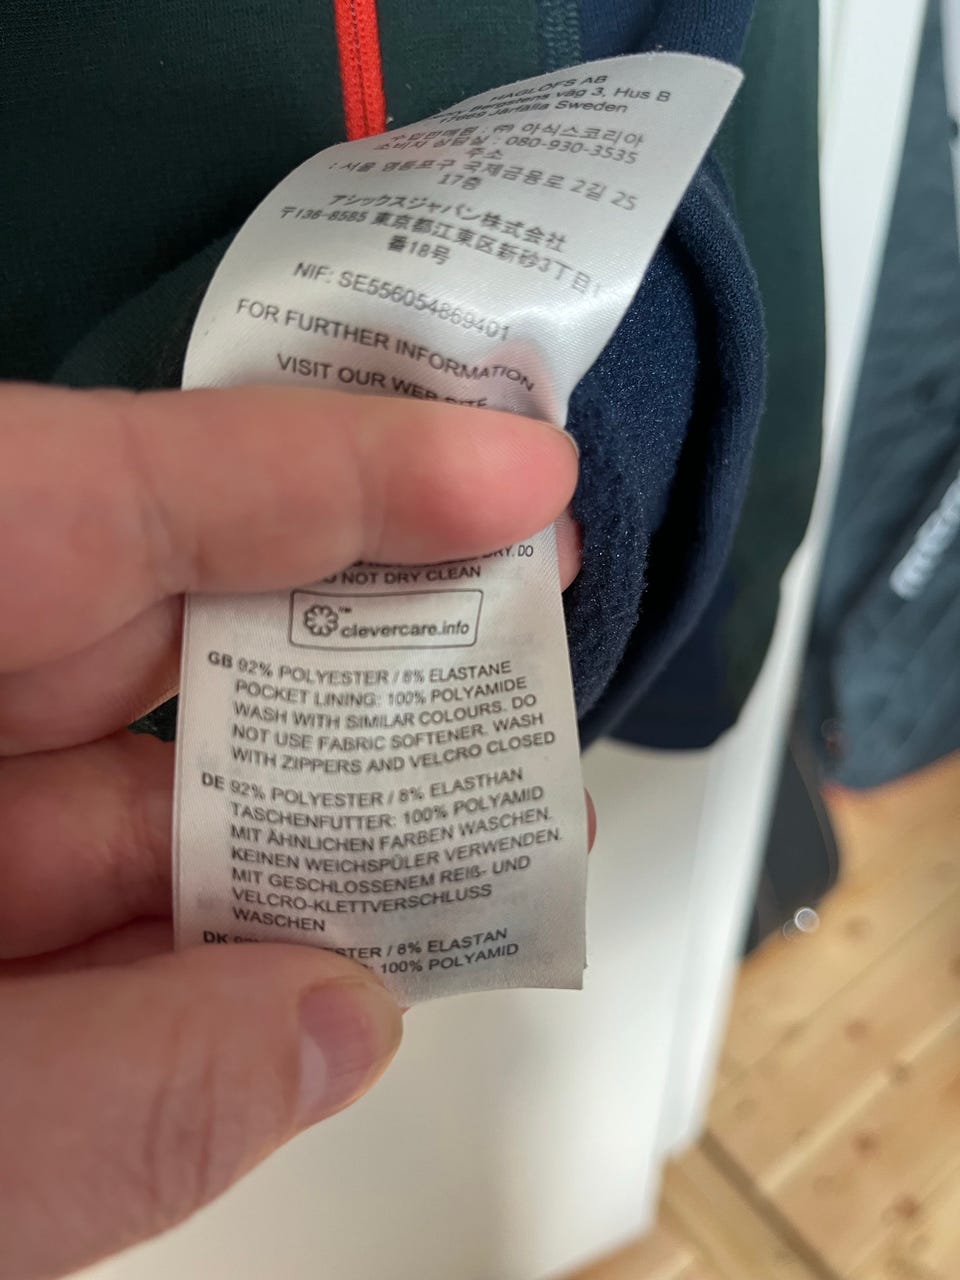 HAGLÖFS AB
Bergstens väg 3, Hus B
17669 Järfälla Sweden
수입판매원 : ㈜ 아식스코리아
소비자 상담실 : 080-930-3535
주소
: 서울 영등포구 국제금융로 2길 25
17층
アシックスジャパン株式会社
〒136-8585 東京都江東区新砂3丁目1
番18号
NIF: SE556054869401
FOR FURTHER INFORMATION
VISIT OUR WEB SITE
DRY. DO
NOT DRY CLEAN
™
clevercare.info
GB 92% POLYESTER / 8% ELASTANE
POCKET LINING: 100% POLYAMIDE
WASH WITH SIMILAR COLOURS. DO
NOT USE FABRIC SOFTENER. WASH
WITH ZIPPERS AND VELCRO CLOSED
DE 92% POLYESTER / 8% ELASTHAN
TASCHENFUTTER: 100% POLYAMID
MIT ÄHNLICHEN FARBEN WASCHEN.
KEINEN WEICHSPÜLER VERWENDEN.
MIT GESCHLOSSENEM REIß- UND
VELCRO-KLETTVERSCHLUSS
WASCHEN
DK / 8% ELASTAN
100% POLYAMID